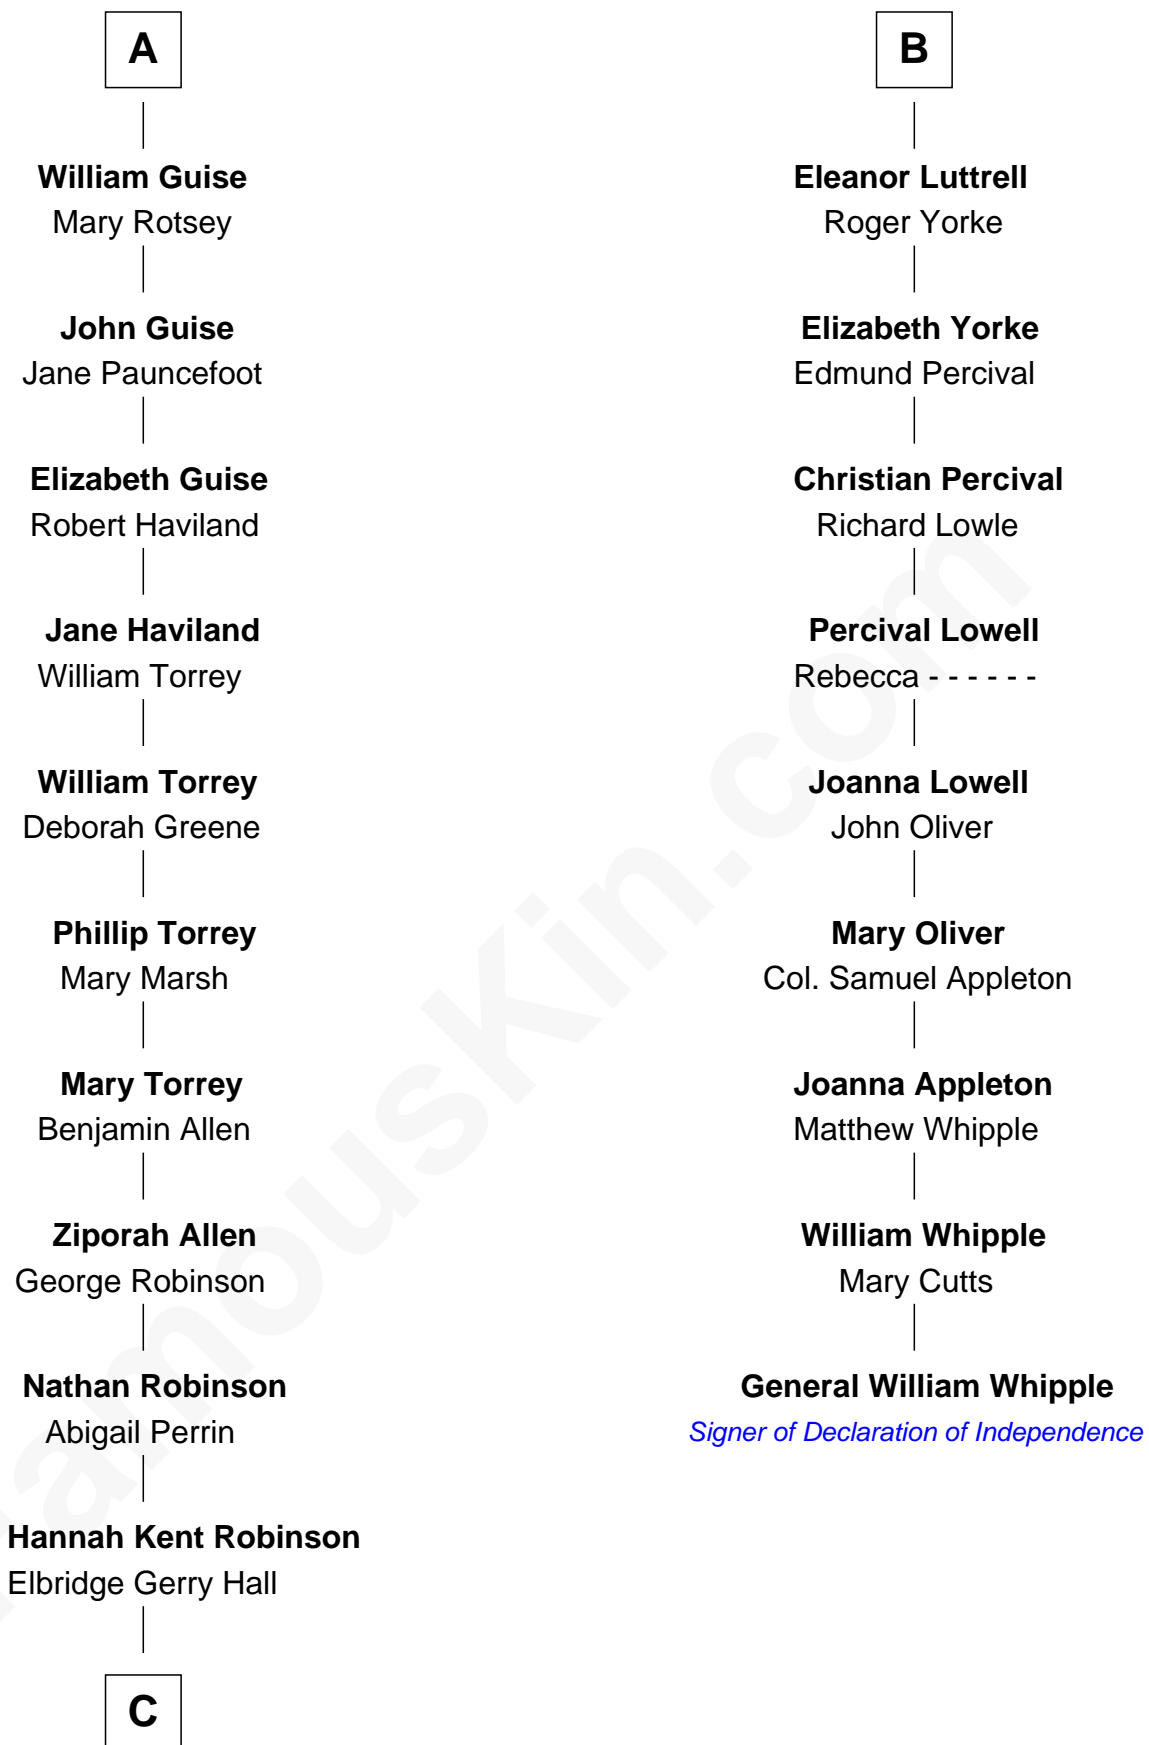 A
William Guise
Mary Rotsey
John Guise
Jane Pauncefoot
Elizabeth Guise
Robert Haviland
Jane Haviland
William Torrey
William Torrey
Deborah Greene
Phillip Torrey
Mary Marsh
Mary Torrey
Benjamin Allen
Ziporah Allen
George Robinson
Nathan Robinson
Abigail Perrin
Hannah Kent Robinson
Elbridge Gerry Hall
C
B
Eleanor Luttrell
Roger Yorke
Elizabeth Yorke
Edmund Percival
Christian Percival
Richard Lowle
Percival Lowell
Rebecca - - - - - -
Joanna Lowell
John Oliver
Mary Oliver
Col. Samuel Appleton
Joanna Appleton
Matthew Whipple
William Whipple
Mary Cutts
General William Whipple
Signer of Declaration of Independence
FamousKin.com